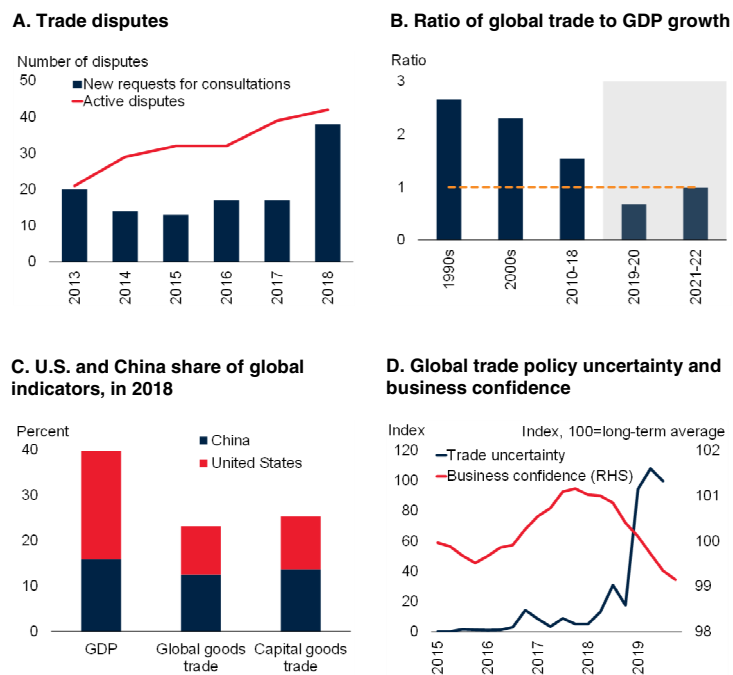 A. Trade disputes
Number of disputes
50
40
30
20
10
0
New requests for consultations
Active disputes
2013
2014
2015
2016
2017
2018
B. Ratio of global trade to GDP growth
Ratio
3
2
1
0
1990s
2000s
2010-18
2019-20
2021-22
C. U.S. and China share of global
indicators, in 2018
Percent
40
30
20
10
0
China
United States
GDP
Global goods
trade
Capital goods
trade
D. Global trade policy uncertainty and
business confidence
Index
Index, 100=long-term average
120
100
80
60
40
20
0
Trade uncertainty
Business confidence (RHS)
102
101
100
99
98
2015
2016
2017
2018
2019